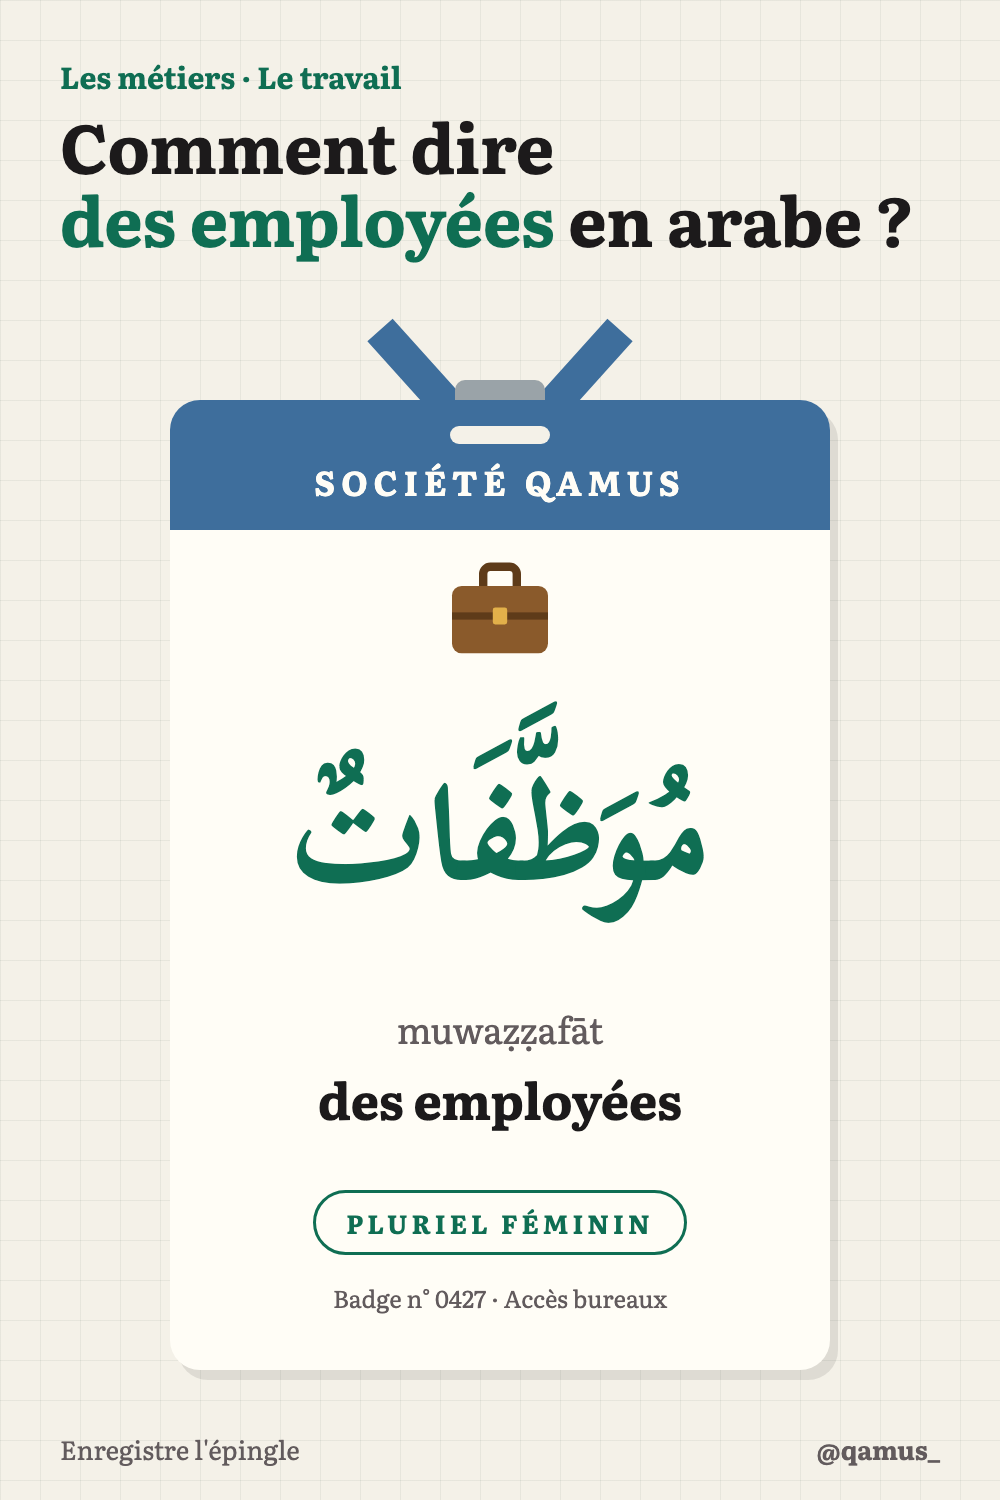 Les métiers · Le travail
Comment dire
des employées en arabe ?
SOCIÉTÉ QAMUS
مُوَظَّفَاتٌ
muwaẓẓafāt
des employées
PLURIEL FÉMININ
Badge n° 0427 · Accès bureaux
Enregistre l'épingle
@qamus_